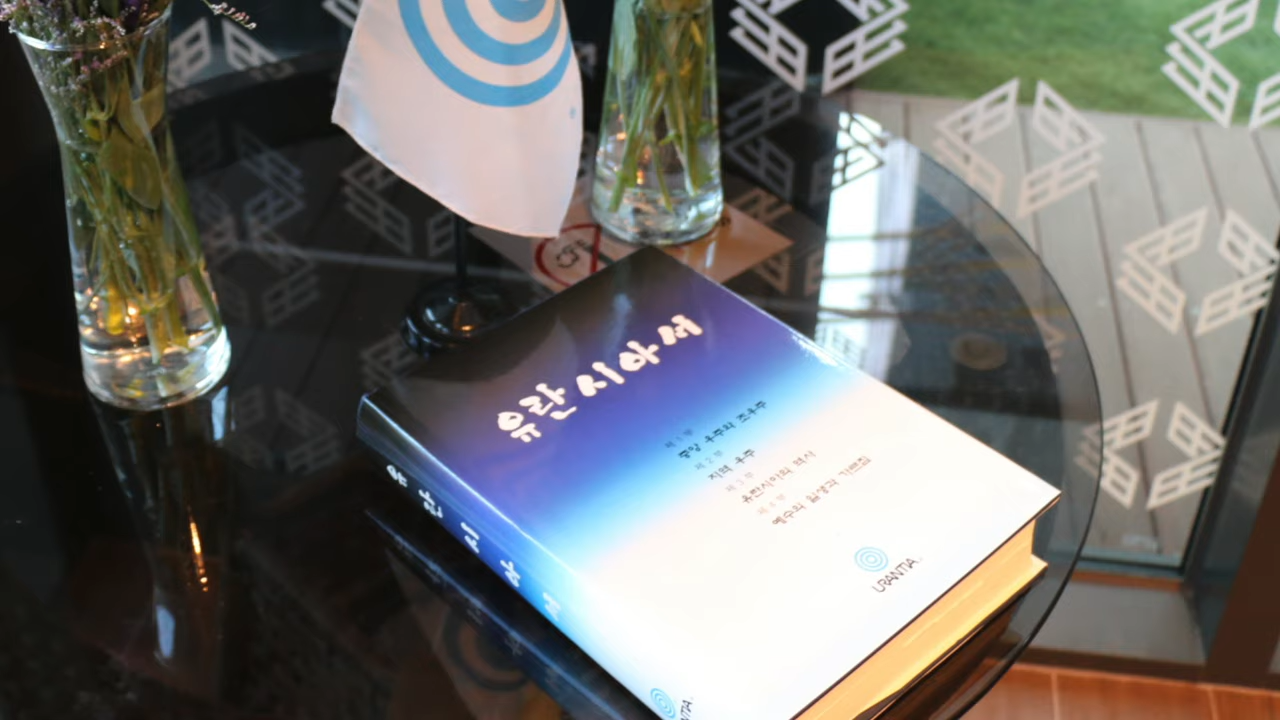 유란시아서
제 1 부
중앙 우주와 초우주
제 2 부
지역 우주
제 3 부
유란시아의 역사
제 4 부
예수의 일생과 가르침
URANTIA
유란시아서